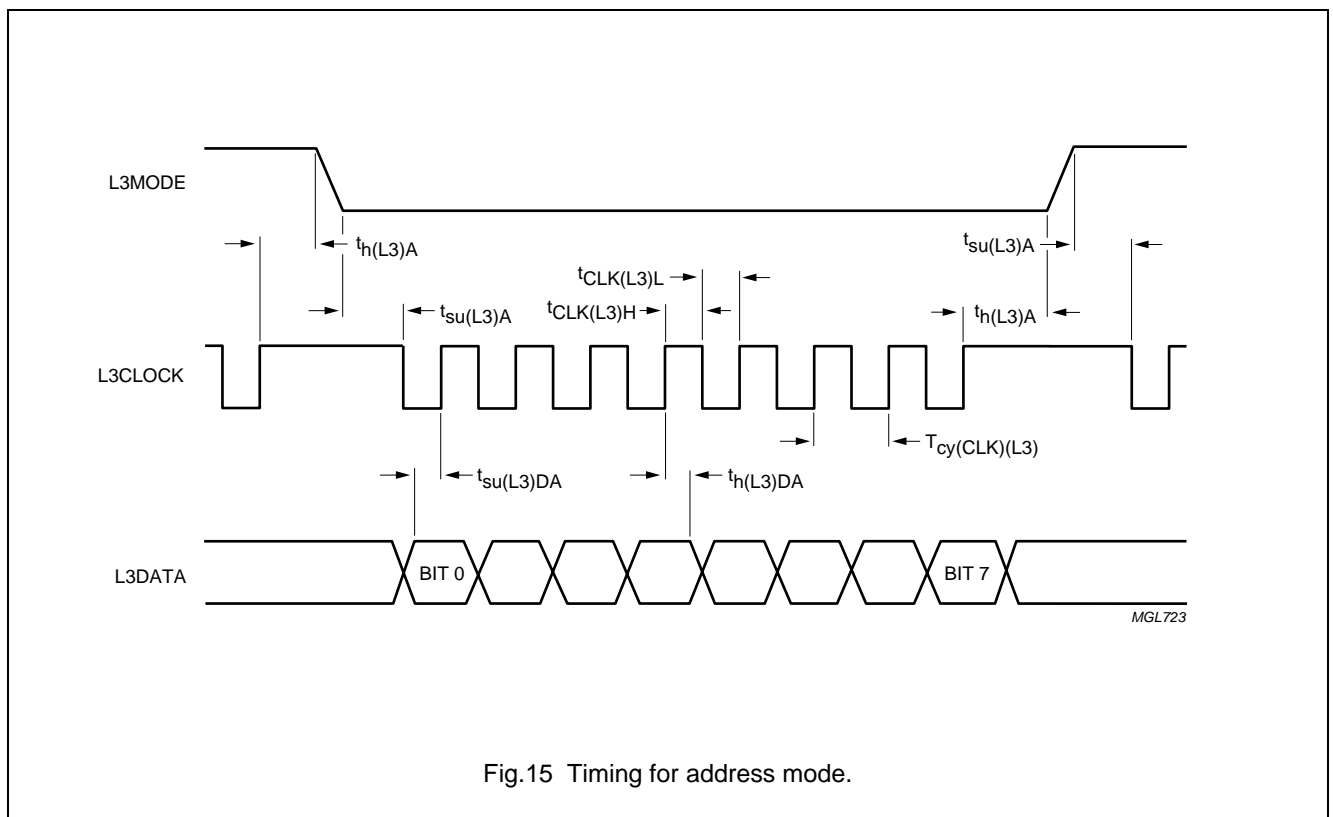 L3MODE
th(L3)A
tsu(L3)A
tCLK(L3)L
tCLK(L3)H
tsu(L3)A
th(L3)A
L3CLOCK
Tcy(CLK)(L3)
tsu(L3)DA
th(L3)DA
L3DATA
BIT 0
BIT 7
MGL723
Fig.15 Timing for address mode.